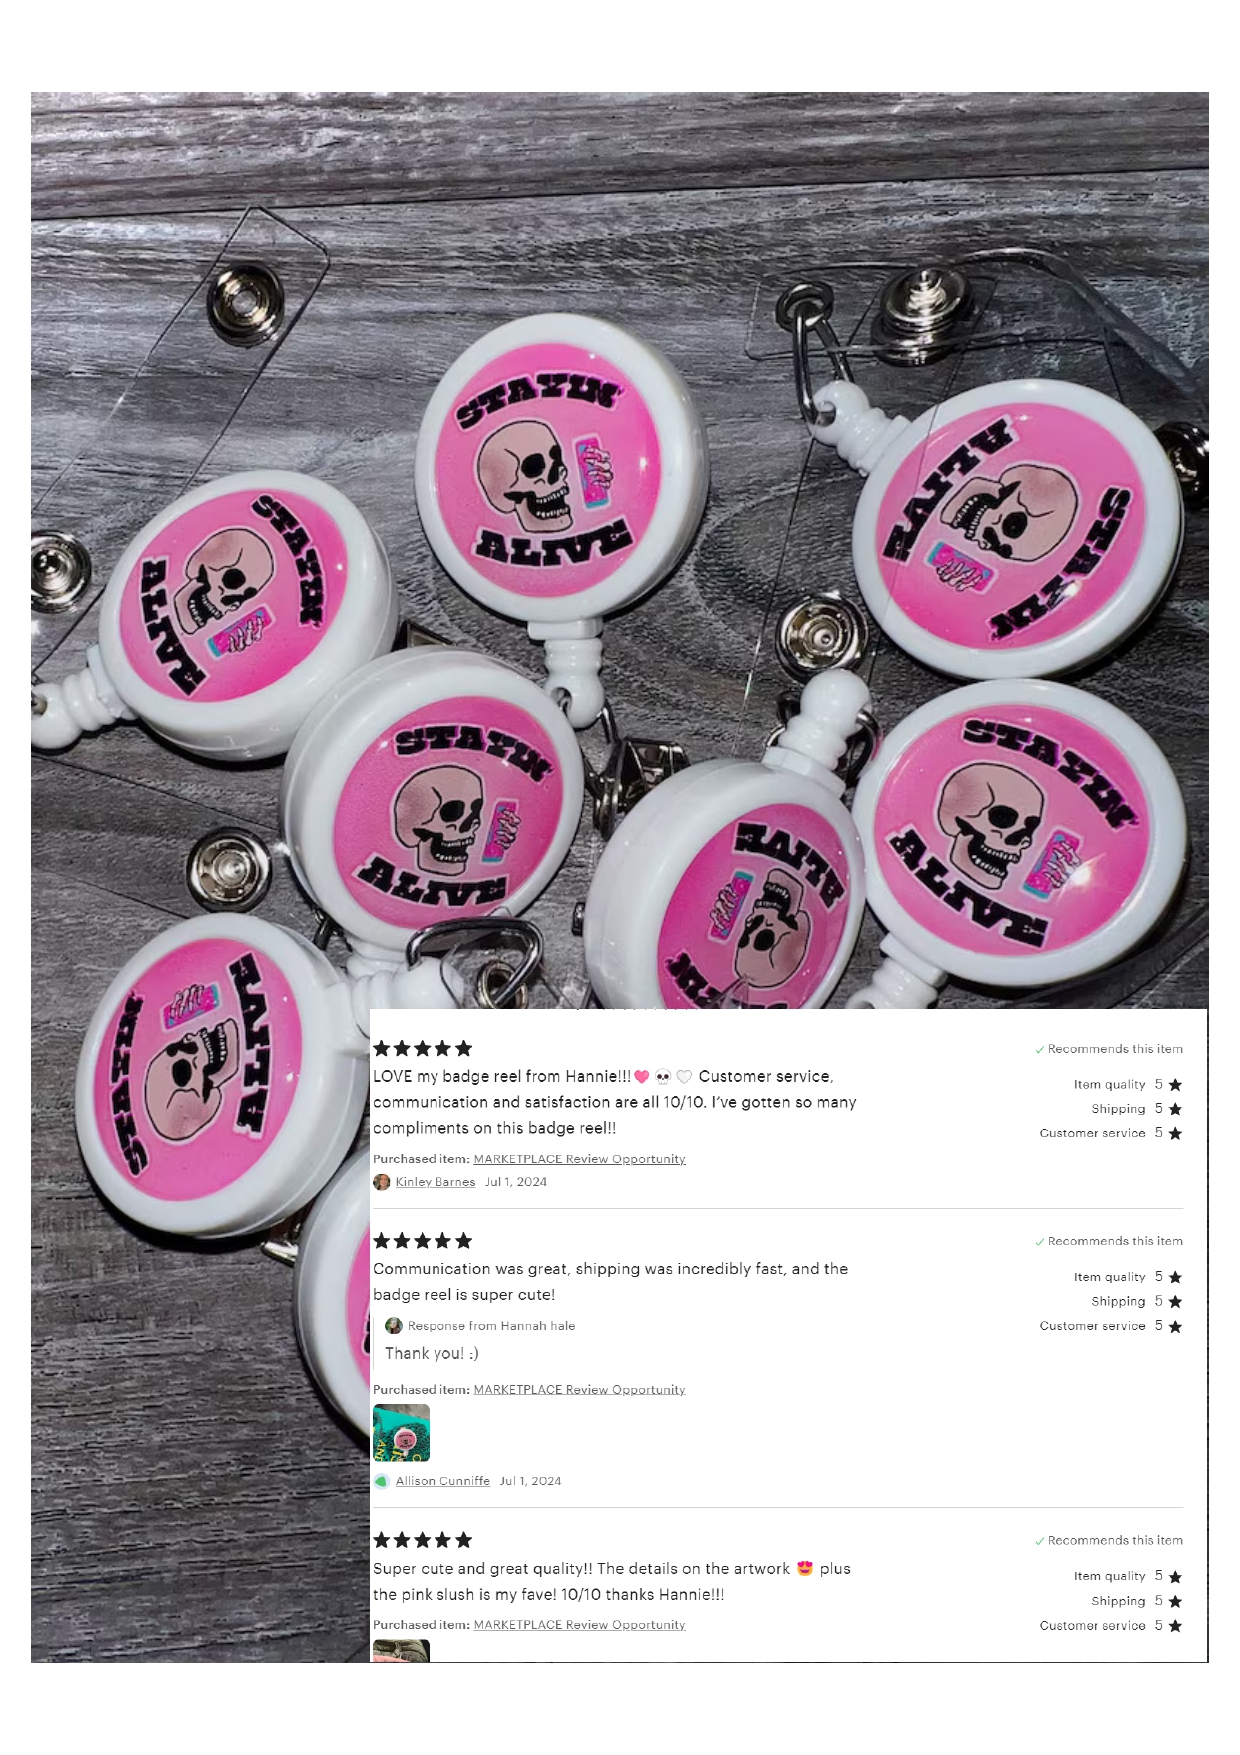 STAYIN'
ALIVE
STAYIN'
ALIVE
STAYIN'
ALIVE
STAYIN'
ALIVE
STAYIN'
ALIVE
ALIVE
STAYIN'
ALIVE
★★★★★
✓ Recommends this item
LOVE my badge reel from Hannie!!!🩷 💀 🤍 Customer service,
communication and satisfaction are all 10/10. I've gotten so many
compliments on this badge reel!!
Item quality 5 ★
Shipping 5 ★
Customer service 5 ★
Purchased item: MARKETPLACE Review Opportunity
Kinley Barnes Jul 1, 2024
★★★★★
✓ Recommends this item
Communication was great, shipping was incredibly fast, and the
badge reel is super cute!
Item quality 5 ★
Shipping 5 ★
Customer service 5 ★
Response from Hannah hale
Thank you! :)
Purchased item: MARKETPLACE Review Opportunity
Allison Cunniffe Jul 1, 2024
★★★★★
✓ Recommends this item
Super cute and great quality!! The details on the artwork 😍 plus
the pink slush is my fave! 10/10 thanks Hannie!!!
Item quality 5 ★
Shipping 5 ★
Customer service 5 ★
Purchased item: MARKETPLACE Review Opportunity